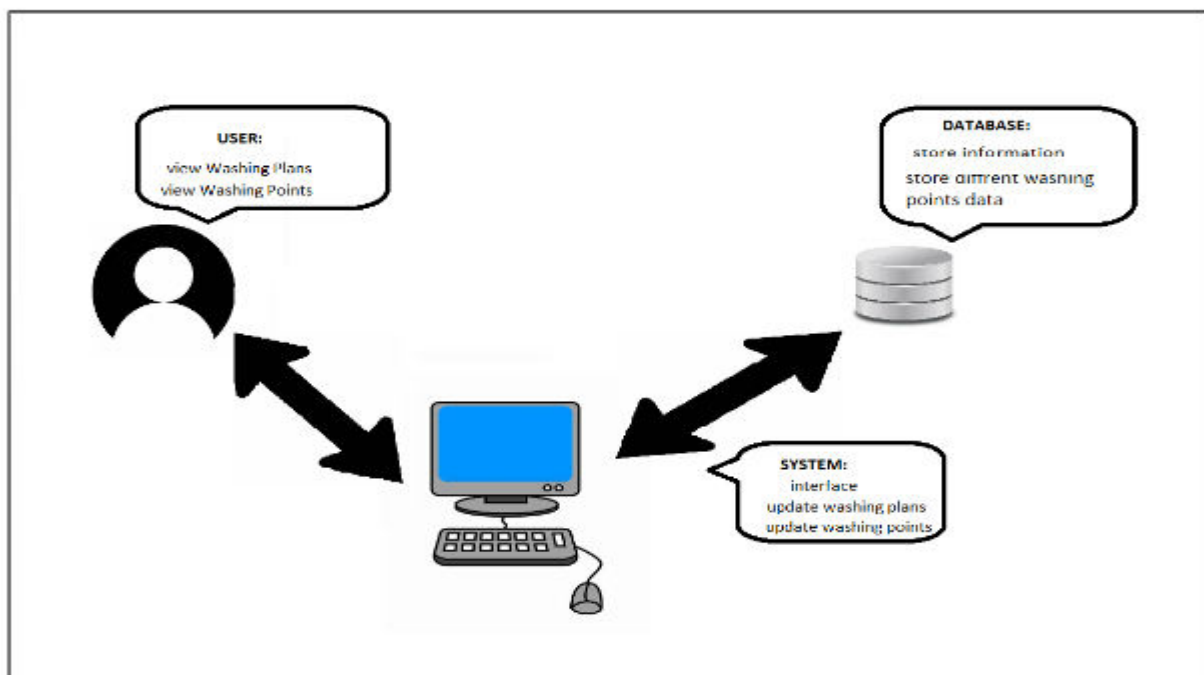 USER:
view Washing Plans
view Washing Points
DATABASE:
store information
store diffrent washing
points data
SYSTEM:
interface
update washing plans
update washing points